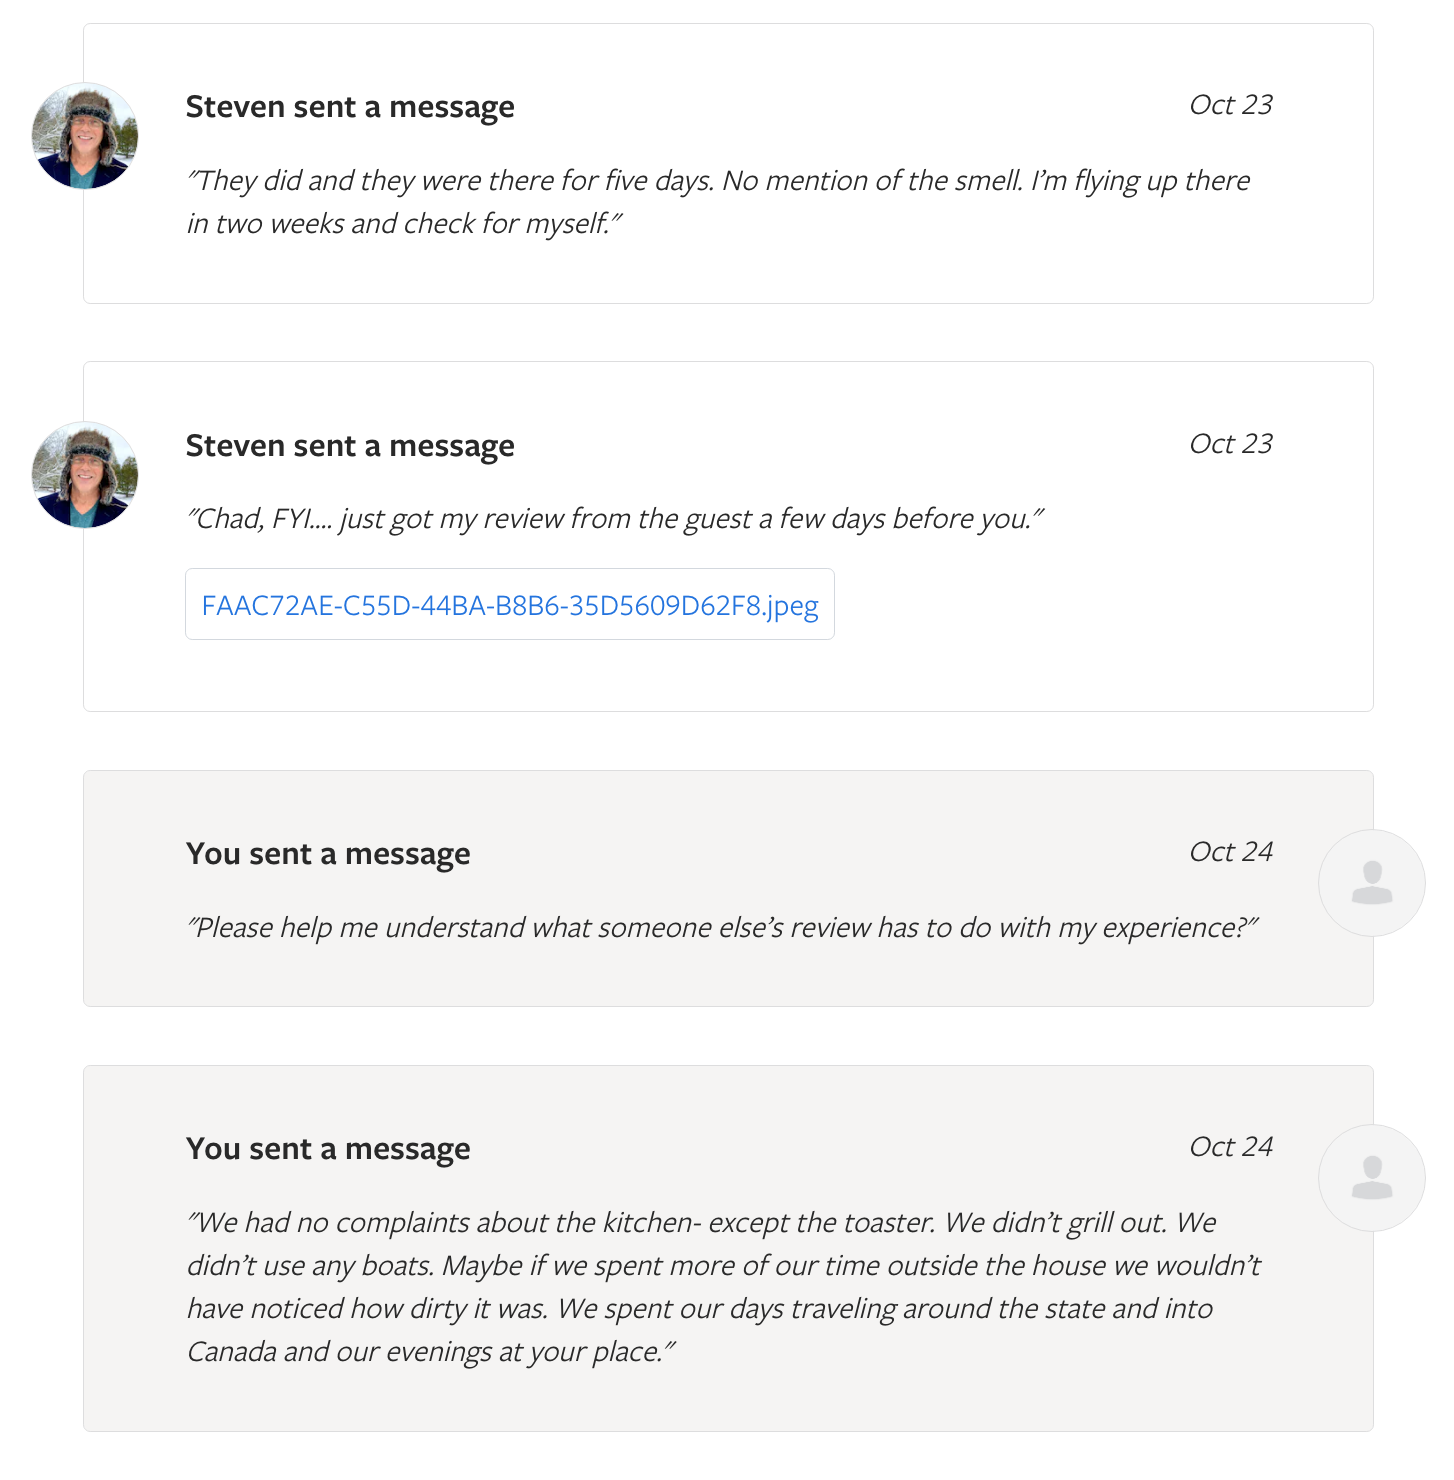 Steven sent a message
Oct 23
"They did and they were there for five days. No mention of the smell. I'm flying up there
in two weeks and check for myself."
Steven sent a message
Oct 23
"Chad, FYI.... just got my review from the guest a few days before you."
FAAC72AE-C55D-44BA-B8B6-35D5609D62F8.jpeg
You sent a message
Oct 24
"Please help me understand what someone else's review has to do with my experience?"
You sent a message
Oct 24
"We had no complaints about the kitchen- except the toaster. We didn't grill out. We
didn't use any boats. Maybe if we spent more of our time outside the house we wouldn't
have noticed how dirty it was. We spent our days traveling around the state and into
Canada and our evenings at your place."